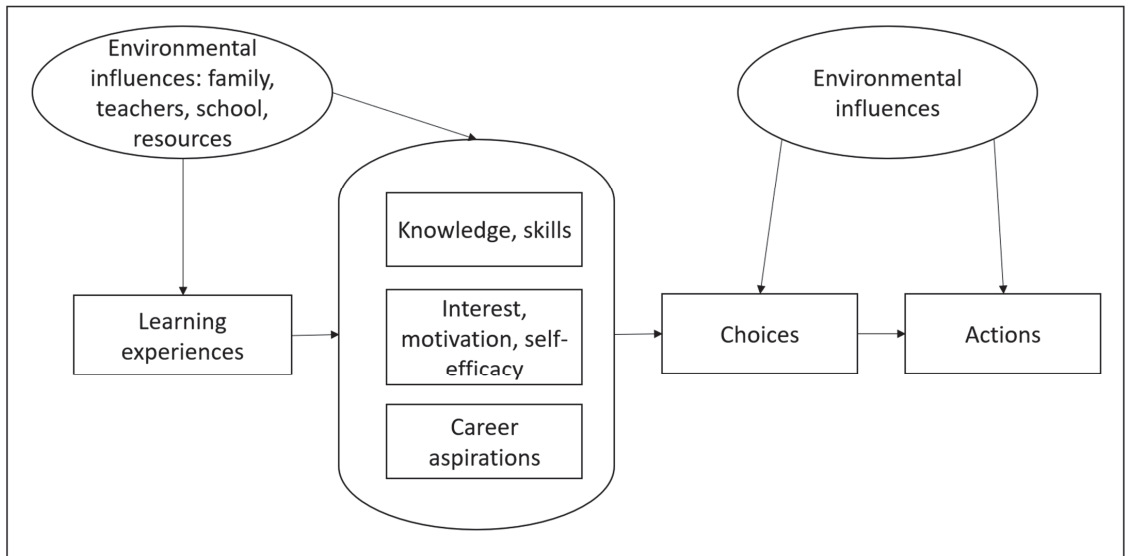 Environmental
influences: family,
teachers, school,
resources
Environmental
influences
Knowledge, skills
Interest,
motivation, self-
efficacy
Learning
experiences
Choices
Actions
Career
aspirations